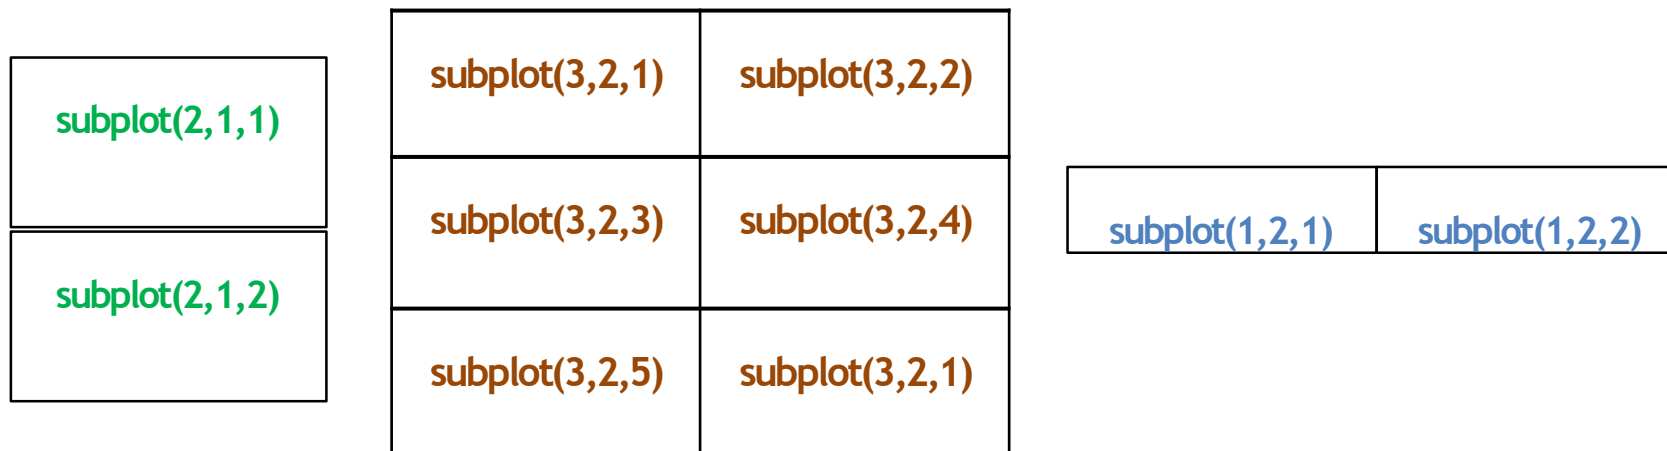 subplot(2,1,1)
subplot(2,1,2)
subplot(3,2,1) subplot(3,2,2)
subplot(3,2,3) subplot(3,2,4)
subplot(3,2,5) subplot(3,2,1)
subplot(1,2,1) subplot(1,2,2)